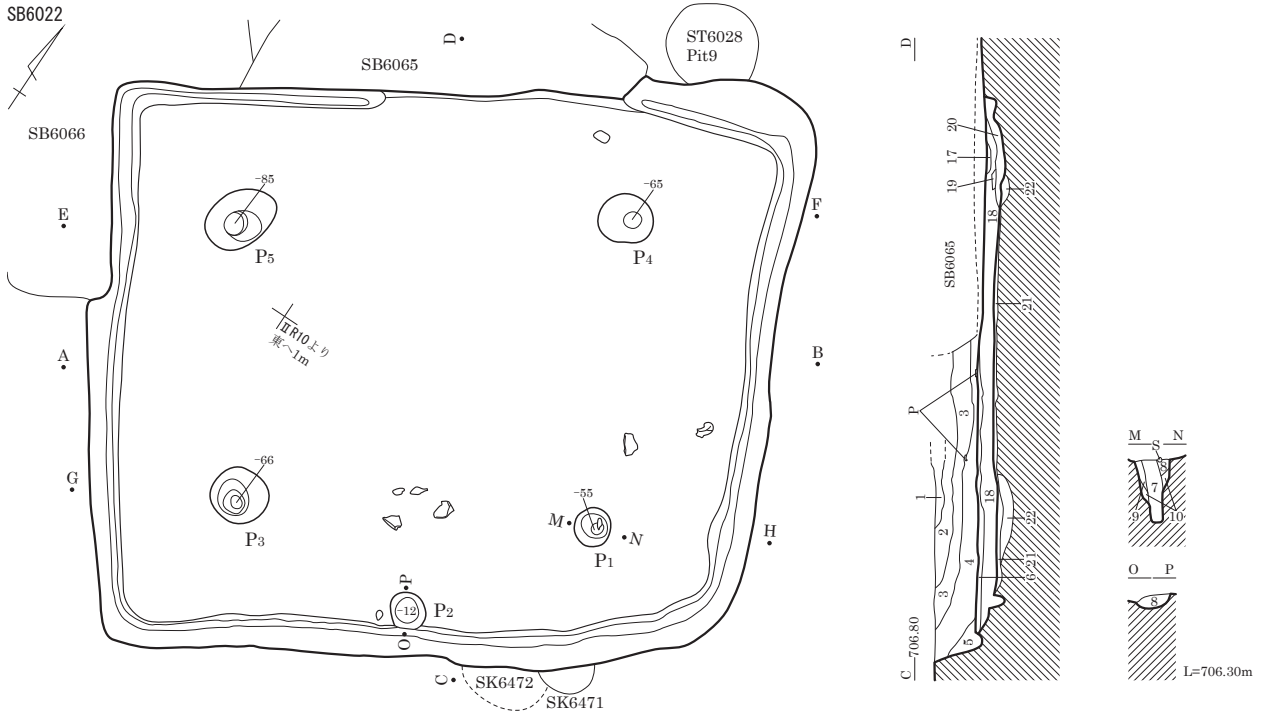 SB6022
D
SB6065
ST6028
Pit9
SB6066
E
-85
P5
-65
P4
F
ⅡR10より
東へ1m
A
B
G
-66
P3
-55
M
N
P1
H
P
-12
P2
O
C
SK6472
SK6471
D
20
17
19
22
18
SB6065
21
P
3
1
18
22
2
4
21
6
3
5
706.80
C
M
S
N
S
7
9
10
O
P
8
L=706.30m